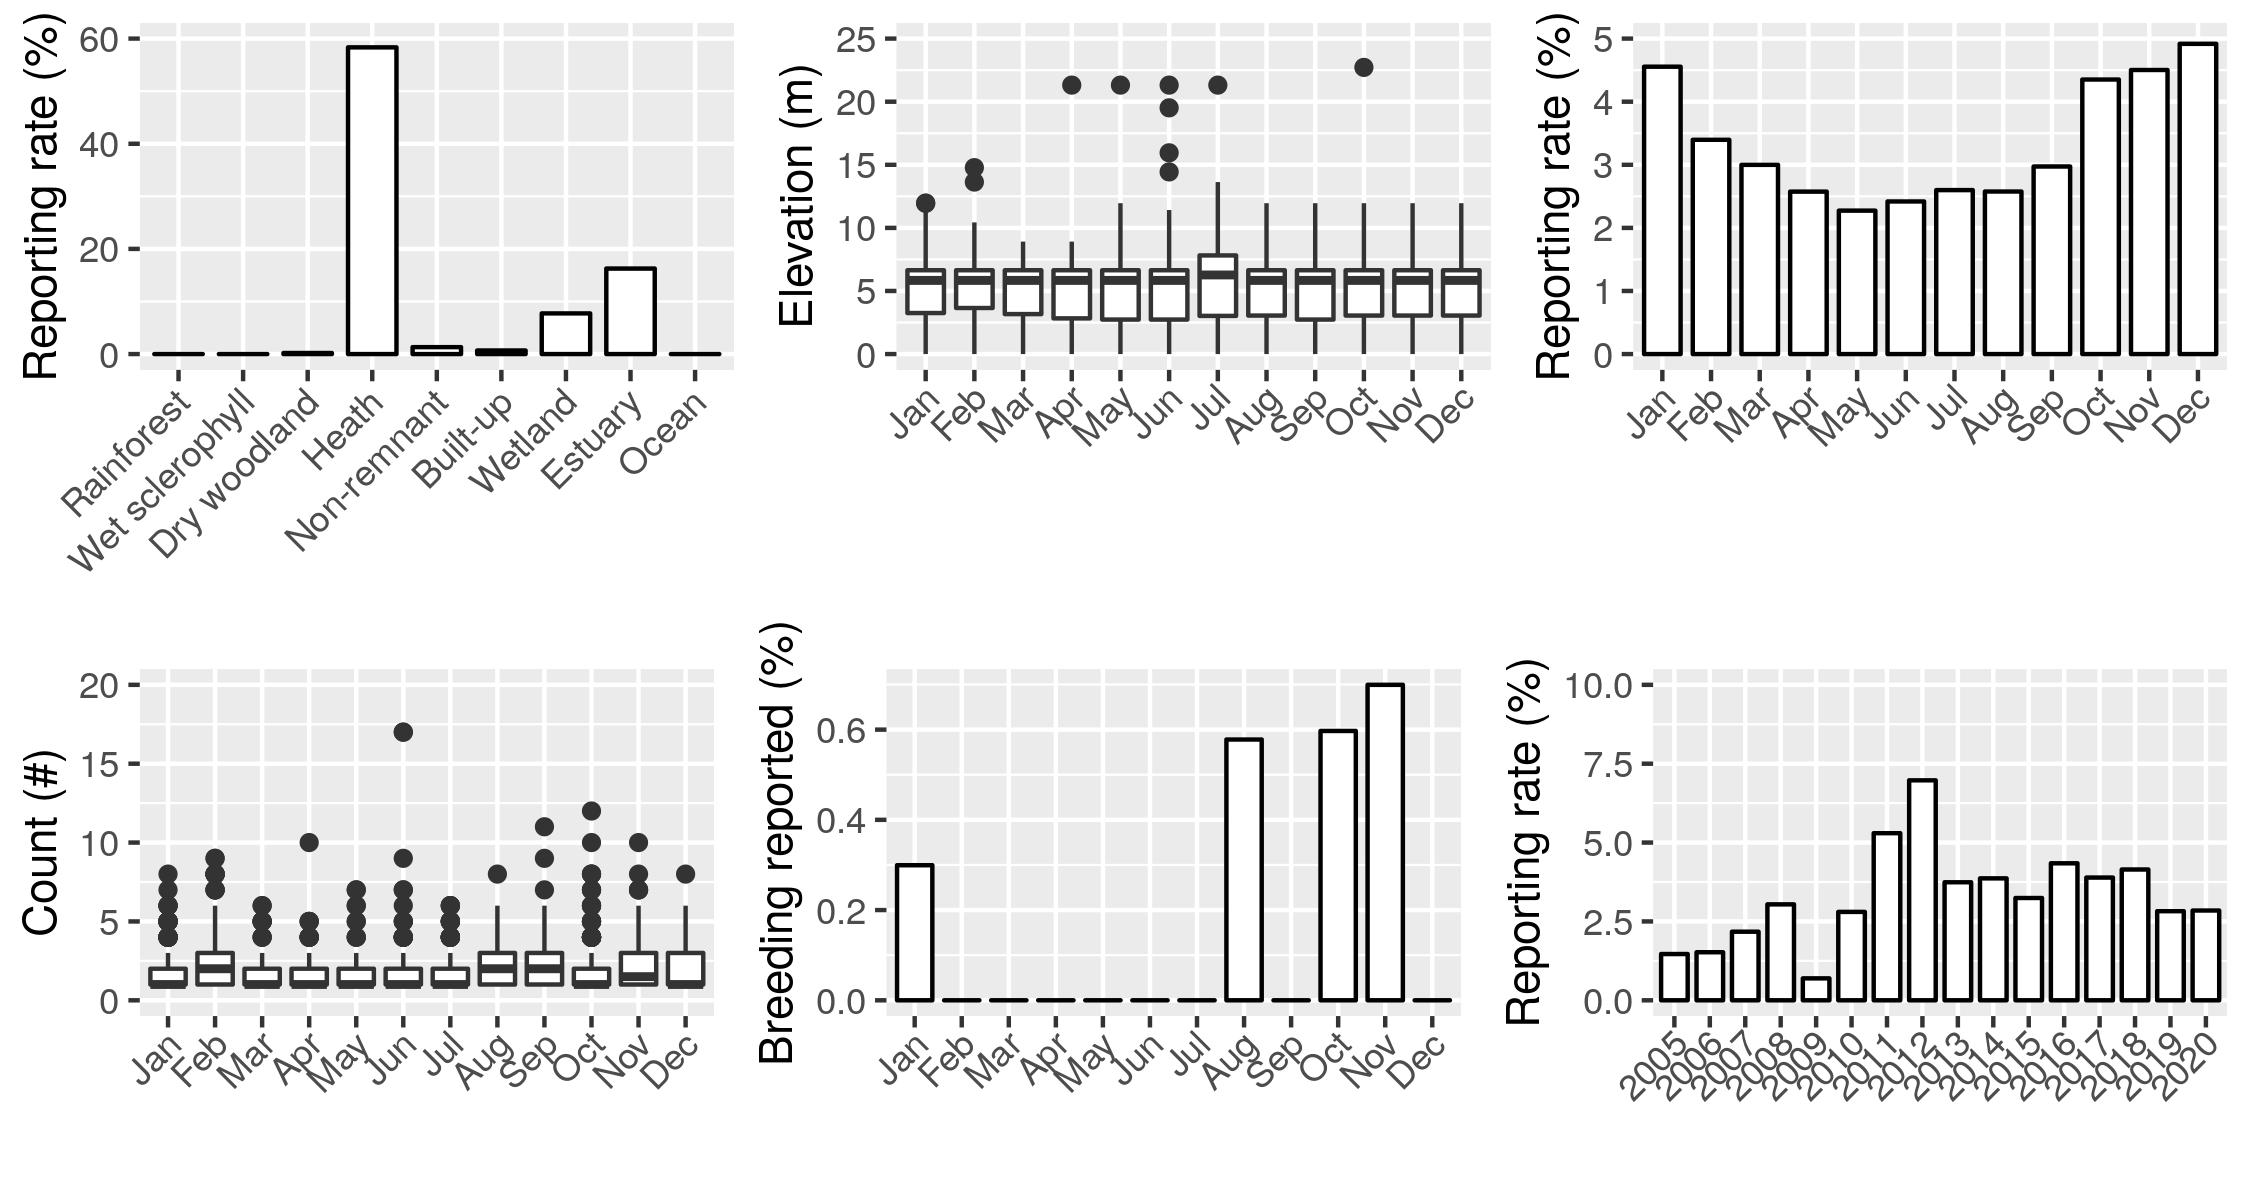 Reporting rate (%)
60
40
20
0
Rainforest
Wet sclerophyll
Dry woodland
Heath
Non-remnant
Built-up
Wetland
Estuary
Ocean
Elevation (m)
25
20
15
10
5
0
Jan
Feb
Mar
Apr
May
Jun
Jul
Aug
Sep
Oct
Nov
Dec
Reporting rate (%)
5
4
3
2
1
0
Jan
Feb
Mar
Apr
May
Jun
Jul
Aug
Sep
Oct
Nov
Dec
Count (#)
20
15
10
5
0
Jan
Feb
Mar
Apr
May
Jun
Jul
Aug
Sep
Oct
Nov
Dec
Breeding reported (%)
0.6
0.4
0.2
0.0
Jan
Feb
Mar
Apr
May
Jun
Jul
Aug
Sep
Oct
Nov
Dec
Reporting rate (%)
10.0
7.5
5.0
2.5
0.0
2005
2006
2007
2008
2009
2010
2011
2012
2013
2014
2015
2016
2017
2018
2019
2020